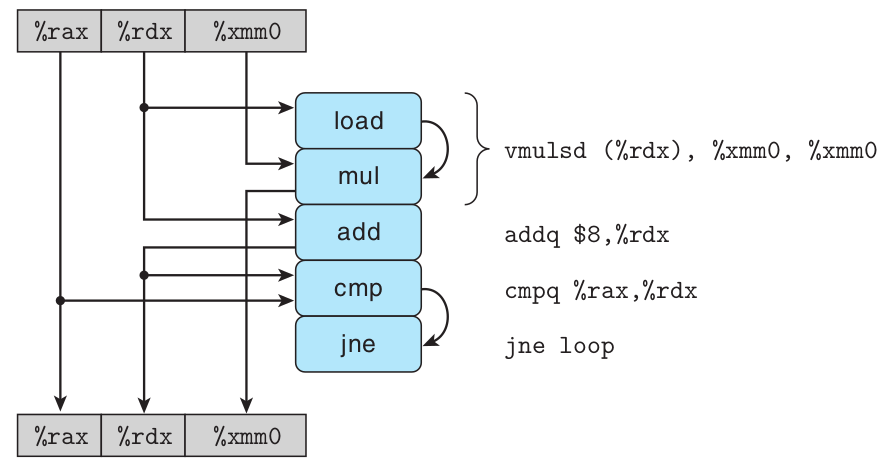 %rax %rdx %xmm0
load
vmulsd (%rdx), %xmm0, %xmm0
mul
add addq $8,%rdx
cmp cmpq %rax,%rdx
jne jne loop
%rax %rdx %xmm0